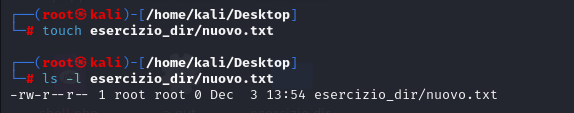 ┌──(root㉿kali)-[/home/kali/Desktop]
└─# touch esercizio_dir/nuovo.txt
┌──(root㉿kali)-[/home/kali/Desktop]
└─# ls -l esercizio_dir/nuovo.txt
-rw-r--r-- 1 root root 0 Dec  3 13:54 esercizio_dir/nuovo.txt